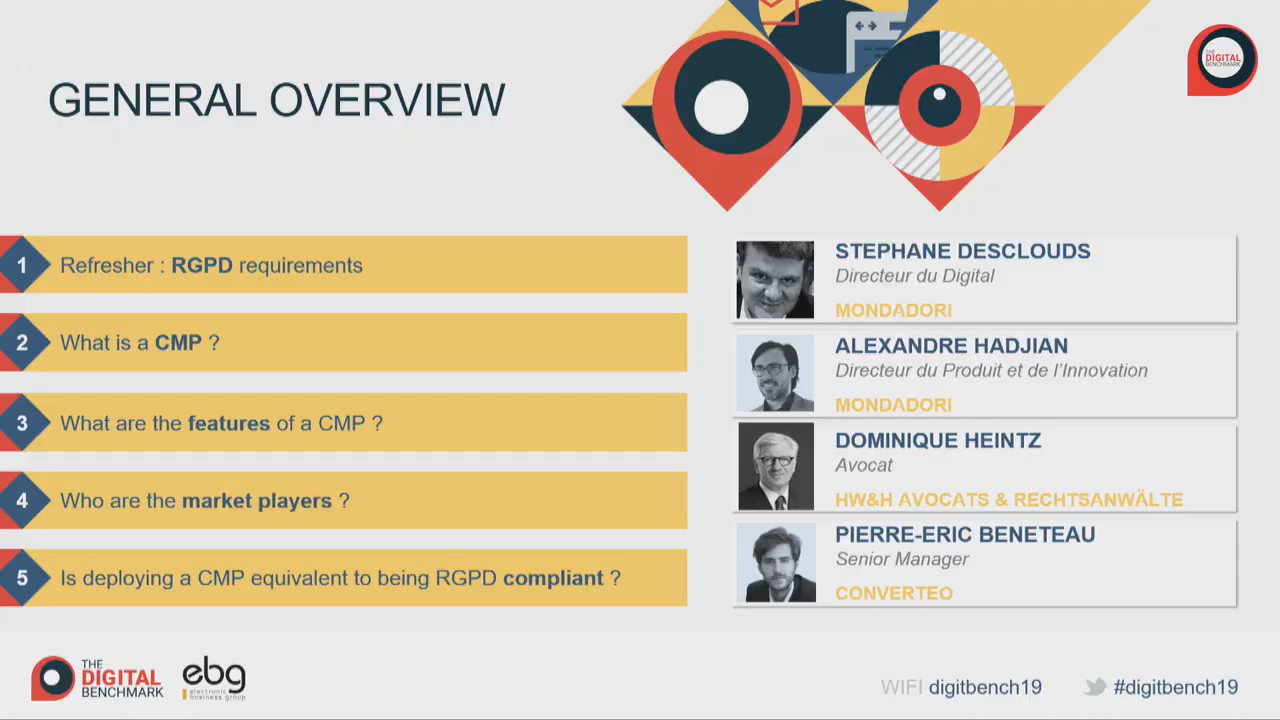 THE
DIGITAL
BENCHMARK
GENERAL OVERVIEW
1 Refresher : RGPD requirements
2 What is a CMP ?
3 What are the features of a CMP ?
4 Who are the market players ?
5 Is deploying a CMP equivalent to being RGPD compliant ?
STEPHANE DESCLOUDS
Directeur du Digital
MONDADORI
ALEXANDRE HADJIAN
Directeur du Produit et de l'Innovation
MONDADORI
DOMINIQUE HEINTZ
Avocat
HW&H AVOCATS & RECHTSANWÄLTE
PIERRE-ERIC BENETEAU
Senior Manager
CONVERTEO
THE
DIGITAL
BENCHMARK
ebg
electronic
business group
WIFI digitbench19
#digitbench19